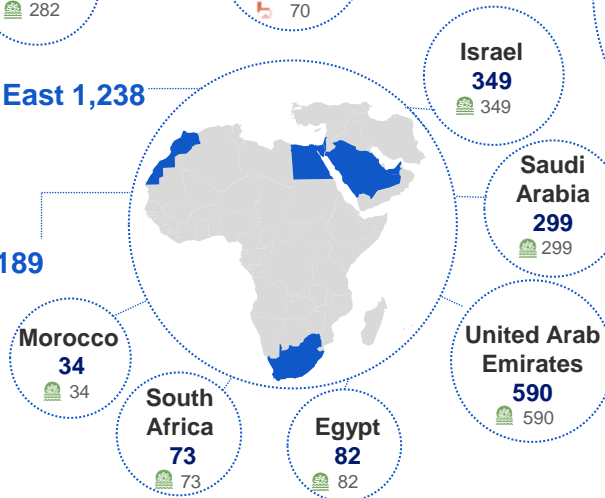 282
70
Israel
349
349
East 1,238
Saudi
Arabia
299
299
189
Morocco
34
34
United Arab
Emirates
590
590
South
Africa
73
73
Egypt
82
82